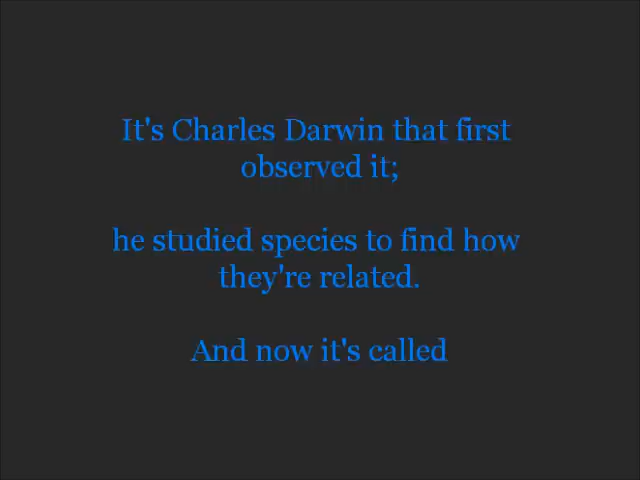 It's Charles Darwin that first
observed it;
he studied species to find how
they're related.
And now it's called